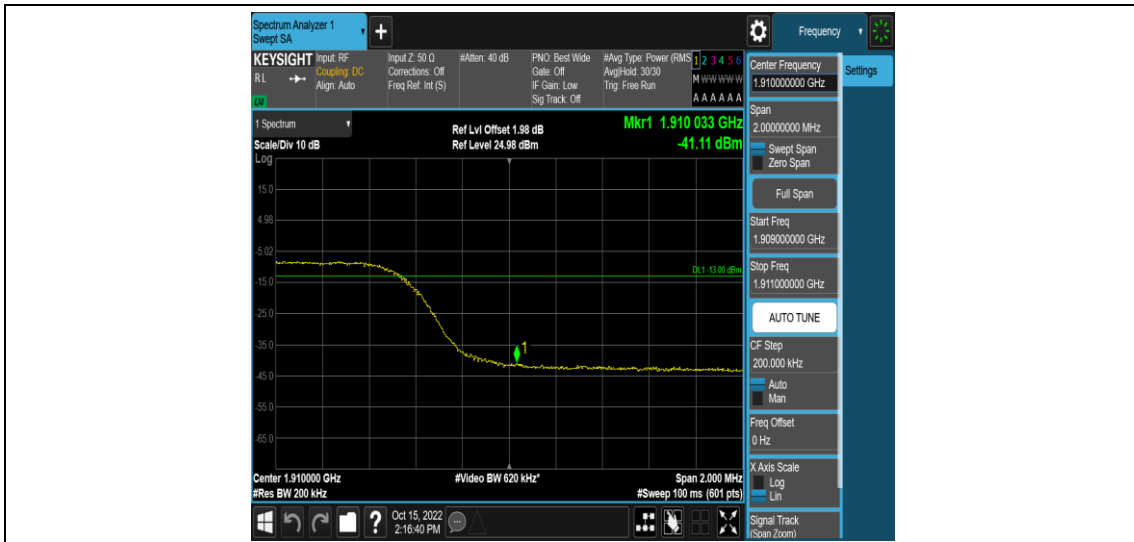 Spectrum Analyzer 1
Swept SA
+
Frequency
KEYSIGHT
RL
LXI
Input: RF
Coupling: DC
Align: Auto
Input Z: 50 Ω
Corrections: Off
Freq Ref: Int (S)
#Atten: 40 dB
PNO: Best Wide
Gate: Off
IF Gain: Low
Sig Track: Off
#Avg Type: Power (RMS
Avg|Hold: 30/30
Trig: Free Run
1 2 3 4 5 6
M W W W W W
A A A A A A
1 Spectrum
Scale/Div 10 dB
Ref Lvl Offset 1.98 dB
Ref Level 24.98 dBm
Mkr1 1.910 033 GHz
-41.11 dBm
Log
15.0
4.98
-5.02
-15.0
-25.0
-35.0
-45.0
-55.0
-65.0
DL1 -13.00 dBm
1
Center 1.910000 GHz
#Res BW 200 kHz
#Video BW 620 kHz*
Span 2.000 MHz
#Sweep 100 ms (601 pts)
?
Oct 15, 2022
2:16:40 PM
Center Frequency
1.910000000 GHz
Settings
Span
2.00000000 MHz
Swept Span
Zero Span
Full Span
Start Freq
1.909000000 GHz
Stop Freq
1.911000000 GHz
AUTO TUNE
CF Step
200.000 kHz
Auto
Man
Freq Offset
0 Hz
X Axis Scale
Log
Lin
Signal Track
(Span Zoom)